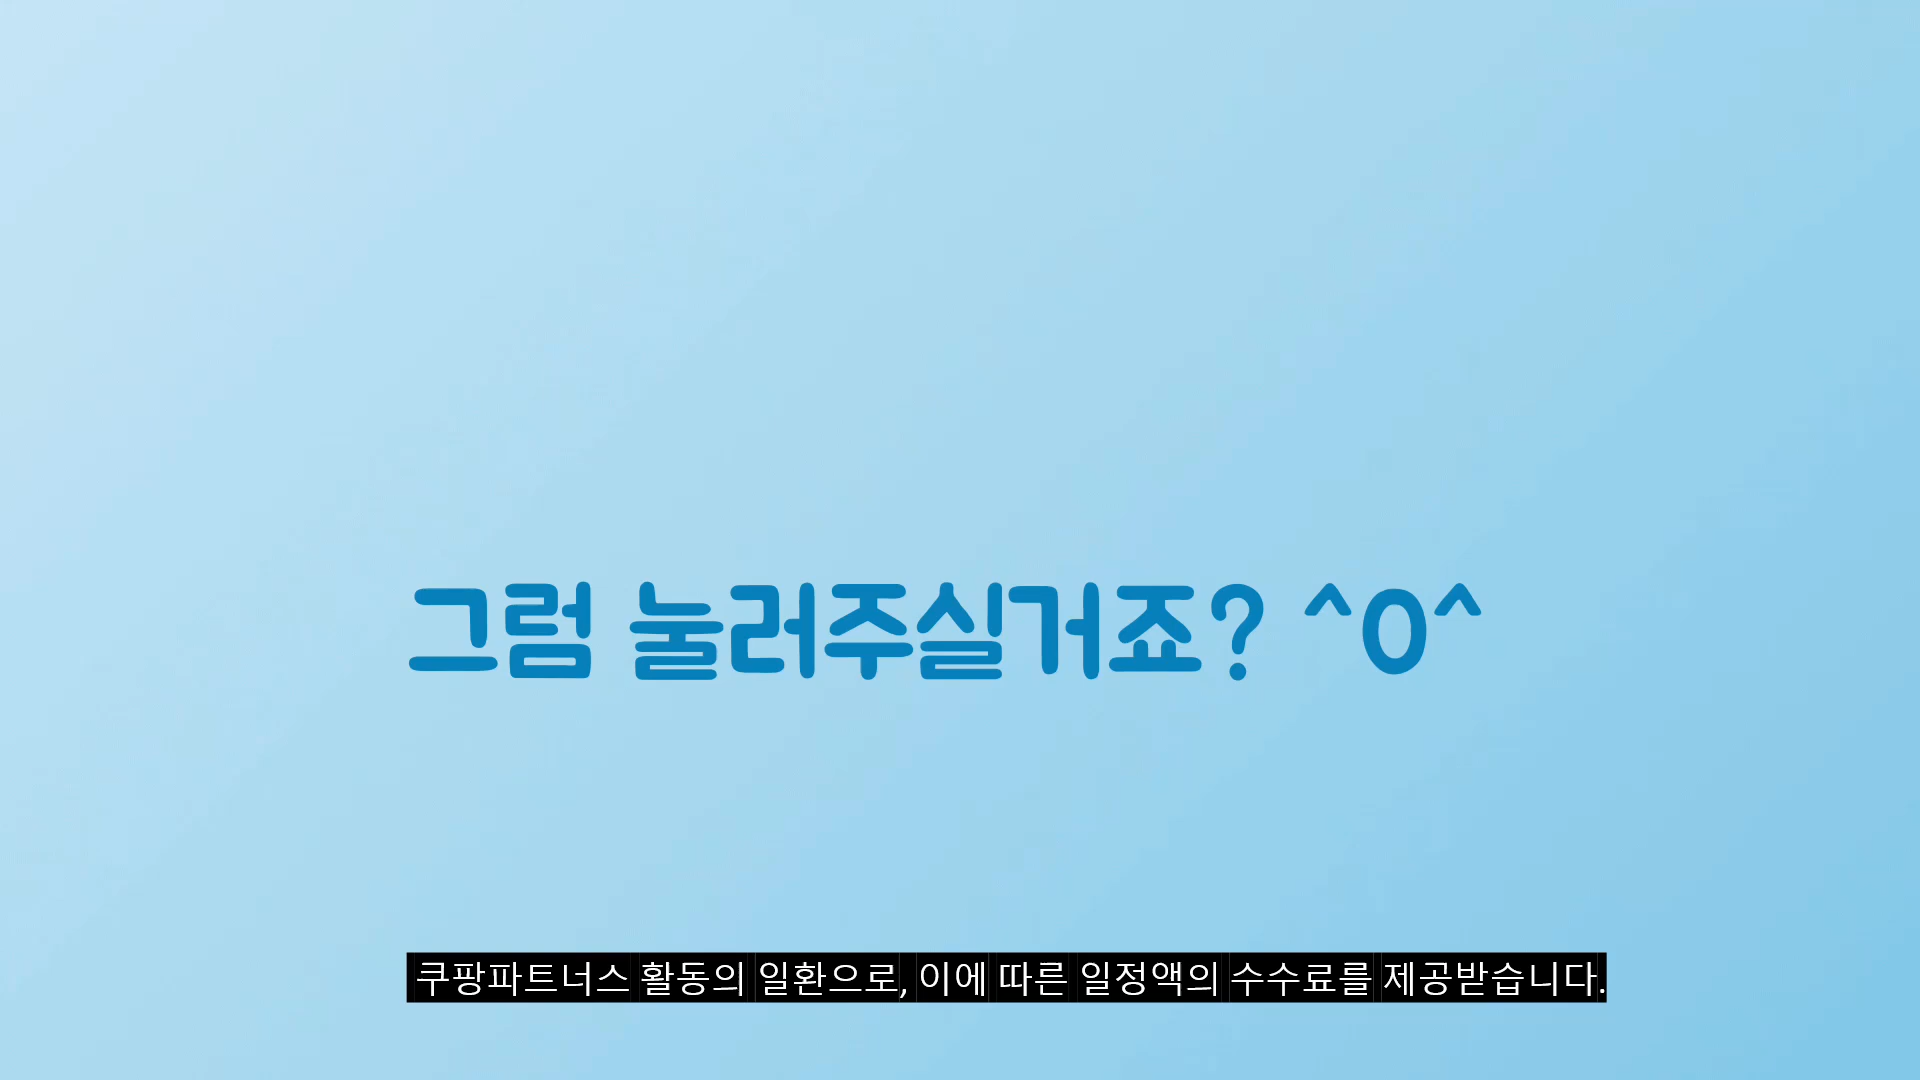 그럼 눌러주실거죠? ^0^
쿠팡파트너스 활동의 일환으로, 이에 따른 일정액의 수수료를 제공받습니다.